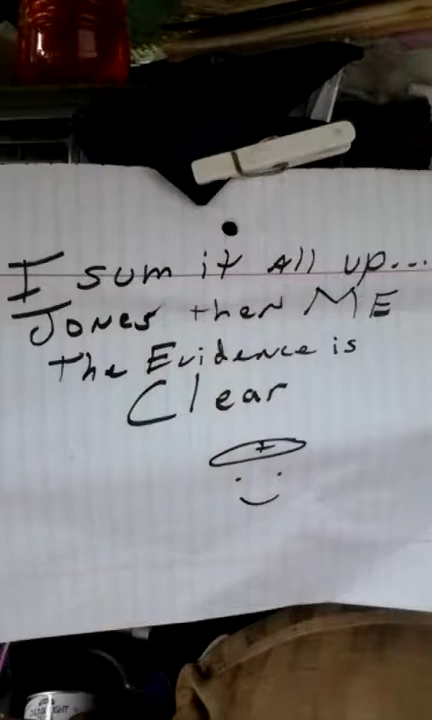 I sum it All up...
Jones then ME
the Evidence is
Clear